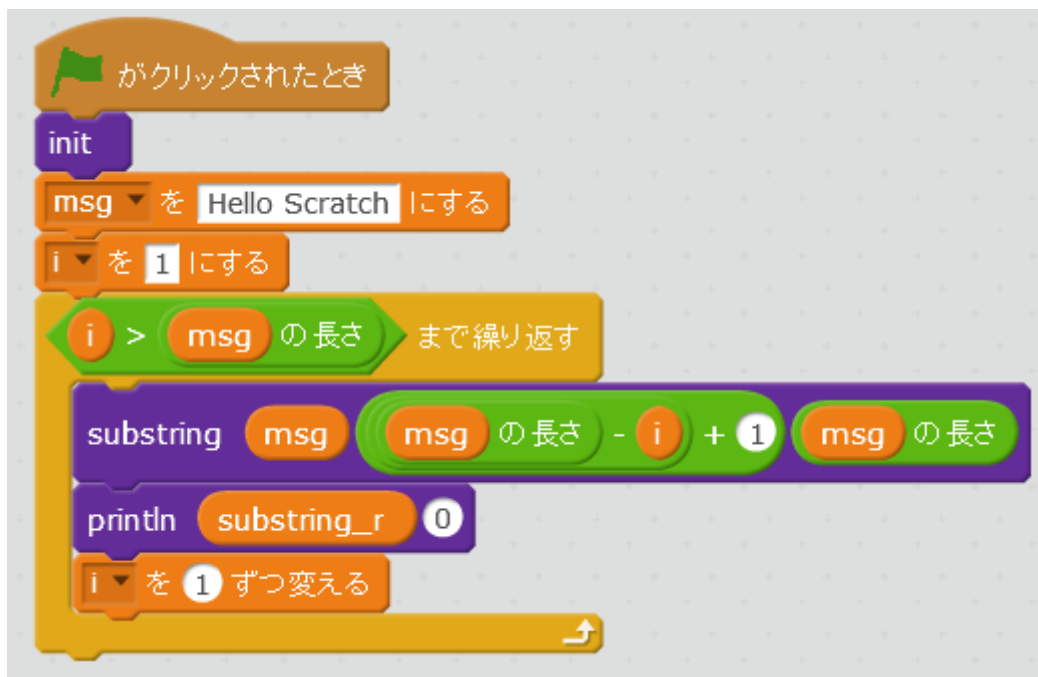 がクリックされたとき
init
msg を Hello Scratch にする
i を 1 にする
i > msg の長さ まで繰り返す
substring msg msg の長さ - i + 1 msg の長さ
println substring_r 0
i を 1 ずつ変える